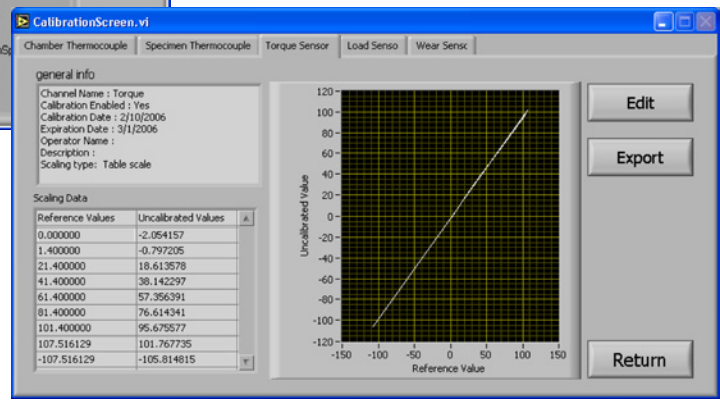 CalibrationScreen.vi
Chamber Thermocouple Specimen Thermocouple Torque Sensor Load Senso Wear Sensc
general info
Channel Name : Torque
Calibration Enabled : Yes
Calibration Date : 2/10/2006
Expiration Date : 3/1/2006
Operator Name :
Description :
Scaling type: Table scale
Scaling Data
Reference Values Uncalibrated Values
0.000000 -2.054157
1.400000 -0.797205
21.400000 18.613578
41.400000 38.142297
61.400000 57.356391
81.400000 76.614341
101.400000 95.675577
107.516129 101.767735
-107.516129 -105.814815
Uncalibrated Value
120
100
80
60
40
20
0
-20
-40
-60
-80
-100
-120
-150 -100 -50 0 50 100 150
Reference Value
Edit
Export
Return